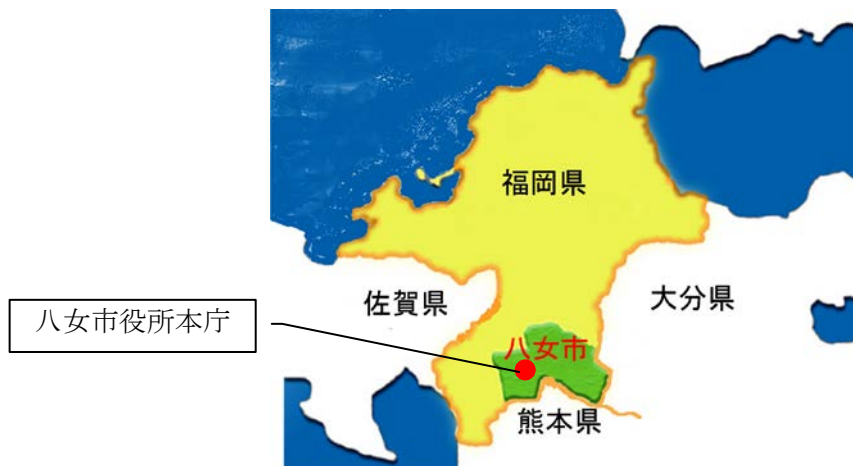 福岡県
佐賀県
大分県
八女市役所本庁
八女市
熊本県